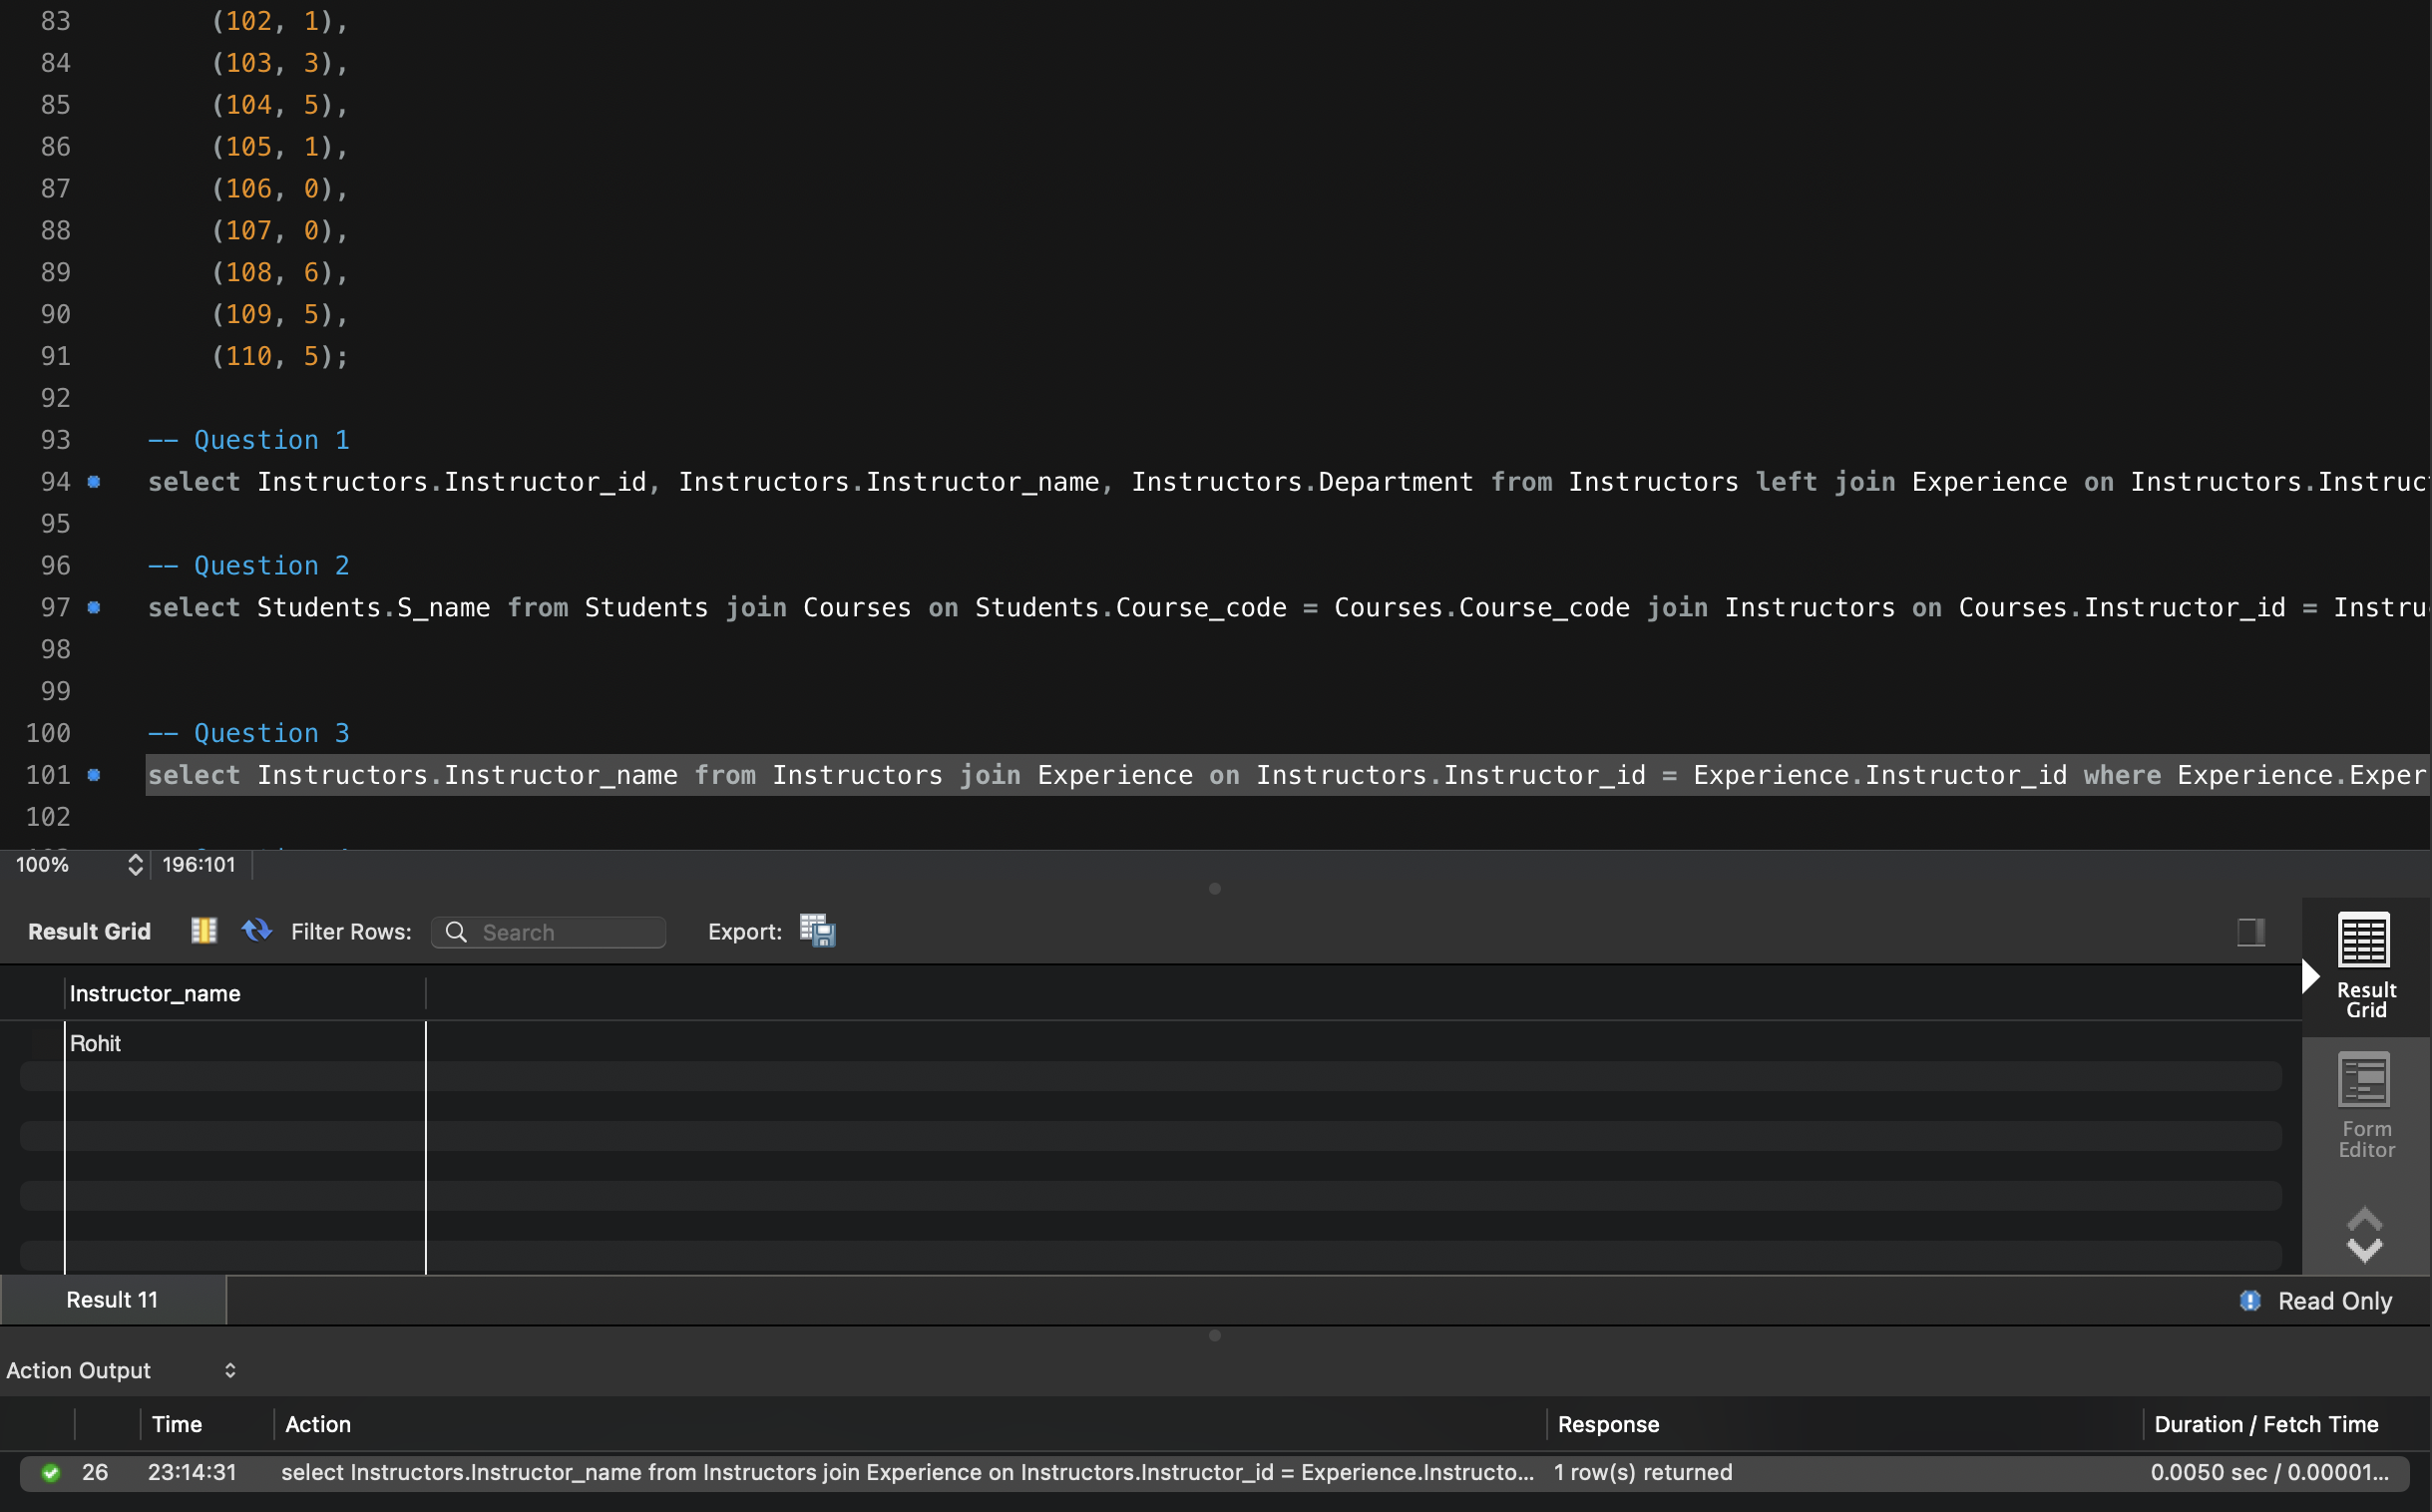 83 (102, 1),
84 (103, 3),
85 (104, 5),
86 (105, 1),
87 (106, 0),
88 (107, 0),
89 (108, 6),
90 (109, 5),
91 (110, 5);
92
93 -- Question 1
94 select Instructors.Instructor_id, Instructors.Instructor_name, Instructors.Department from Instructors left join Experience on Instructors.Instruc
95
96 -- Question 2
97 select Students.S_name from Students join Courses on Students.Course_code = Courses.Course_code join Instructors on Courses.Instructor_id = Instru
98
99
100 -- Question 3
101 select Instructors.Instructor_name from Instructors join Experience on Instructors.Instructor_id = Experience.Instructor_id where Experience.Exper
102
100% 196:101
Result Grid Filter Rows: Search Export:
Result Grid
Instructor_name
Rohit
Form Editor
Result 11 Read Only
Action Output
Time Action Response Duration / Fetch Time
26 23:14:31 select Instructors.Instructor_name from Instructors join Experience on Instructors.Instructor_id = Experience.Instructo... 1 row(s) returned 0.0050 sec / 0.00001...